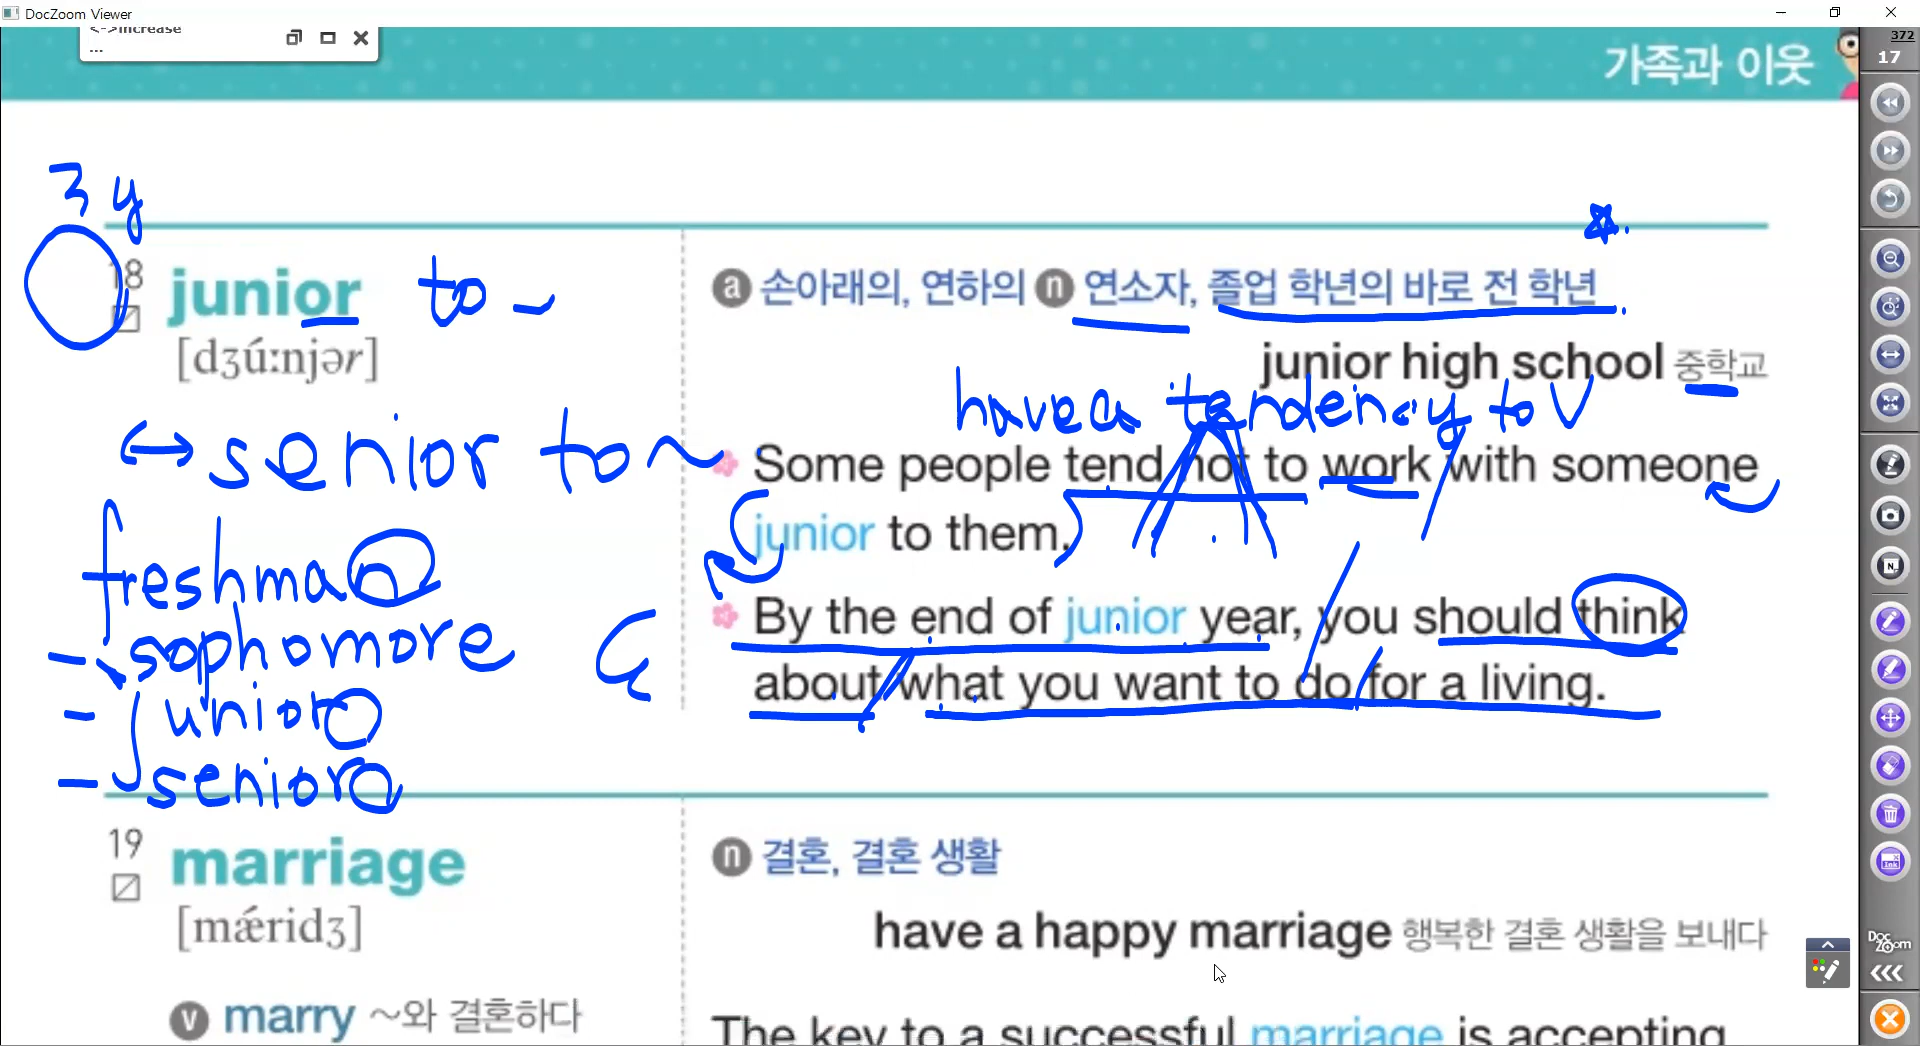 DocZoom Viewer
<->increase
...
372
17
가족과 이웃
3 y
18
junior to ~
[dʒúːnjər]
ⓐ 손아래의, 연하의 ⓝ 연소자, 졸업 학년의 바로 전 학년
junior high school 중학교
have a tendency to V
↔ senior to ~
Some people tend not to work with someone
junior to them.
freshman
- sophomore
- junior
- senior
By the end of junior year, you should think
about what you want to do for a living.
19
marriage
[mǽridʒ]
ⓝ 결혼, 결혼 생활
have a happy marriage 행복한 결혼 생활을 보내다
ⓥ marry ~와 결혼하다
The key to a successful marriage is accepting
Doc Zoom